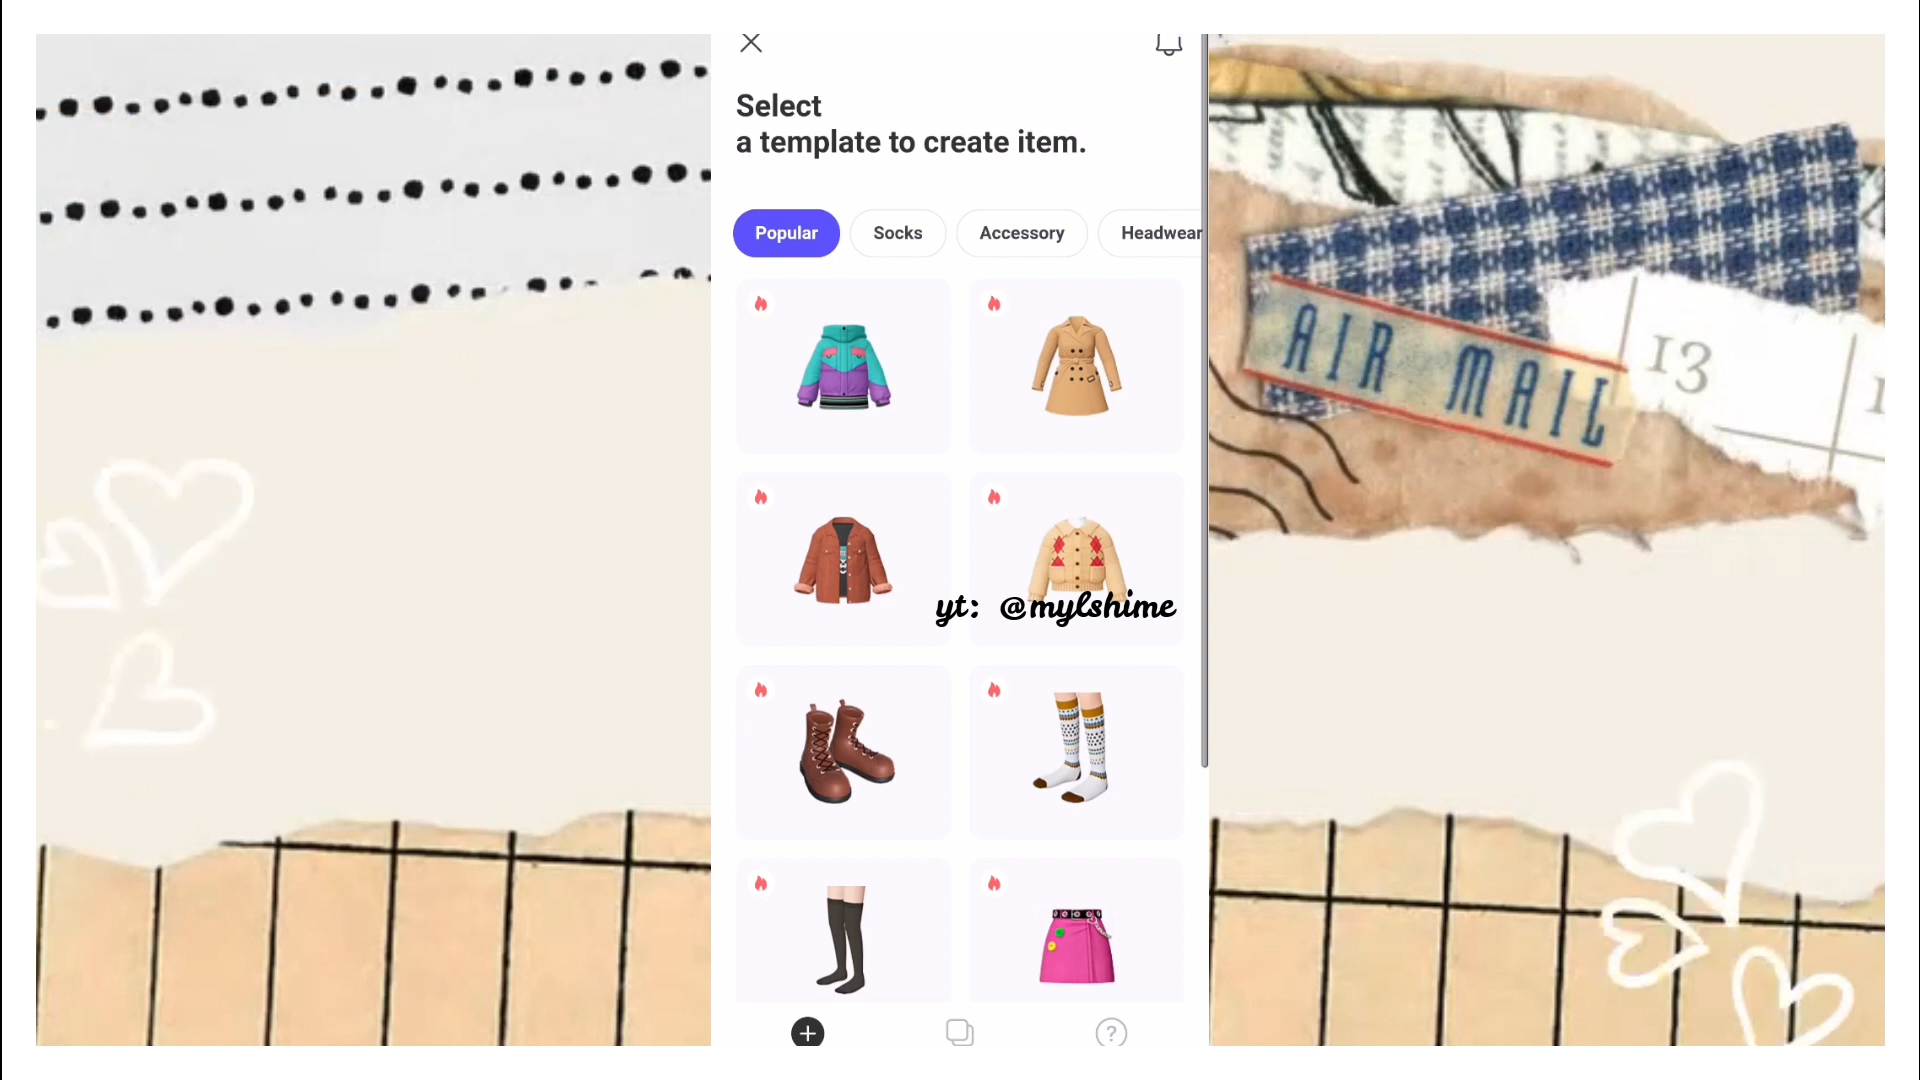 Select
a template to create item.
Popular
Socks
Accessory
Headwear
yt: @mylshime
AIR MAIL
13